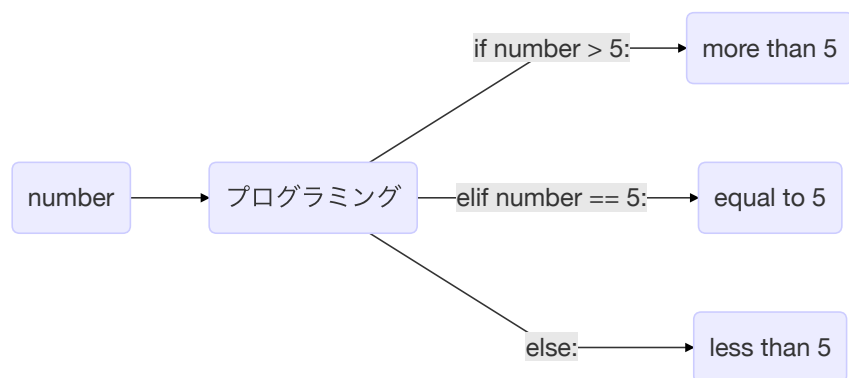 if number > 5:
more than 5
number
プログラミング
elif number == 5:
equal to 5
else:
less than 5